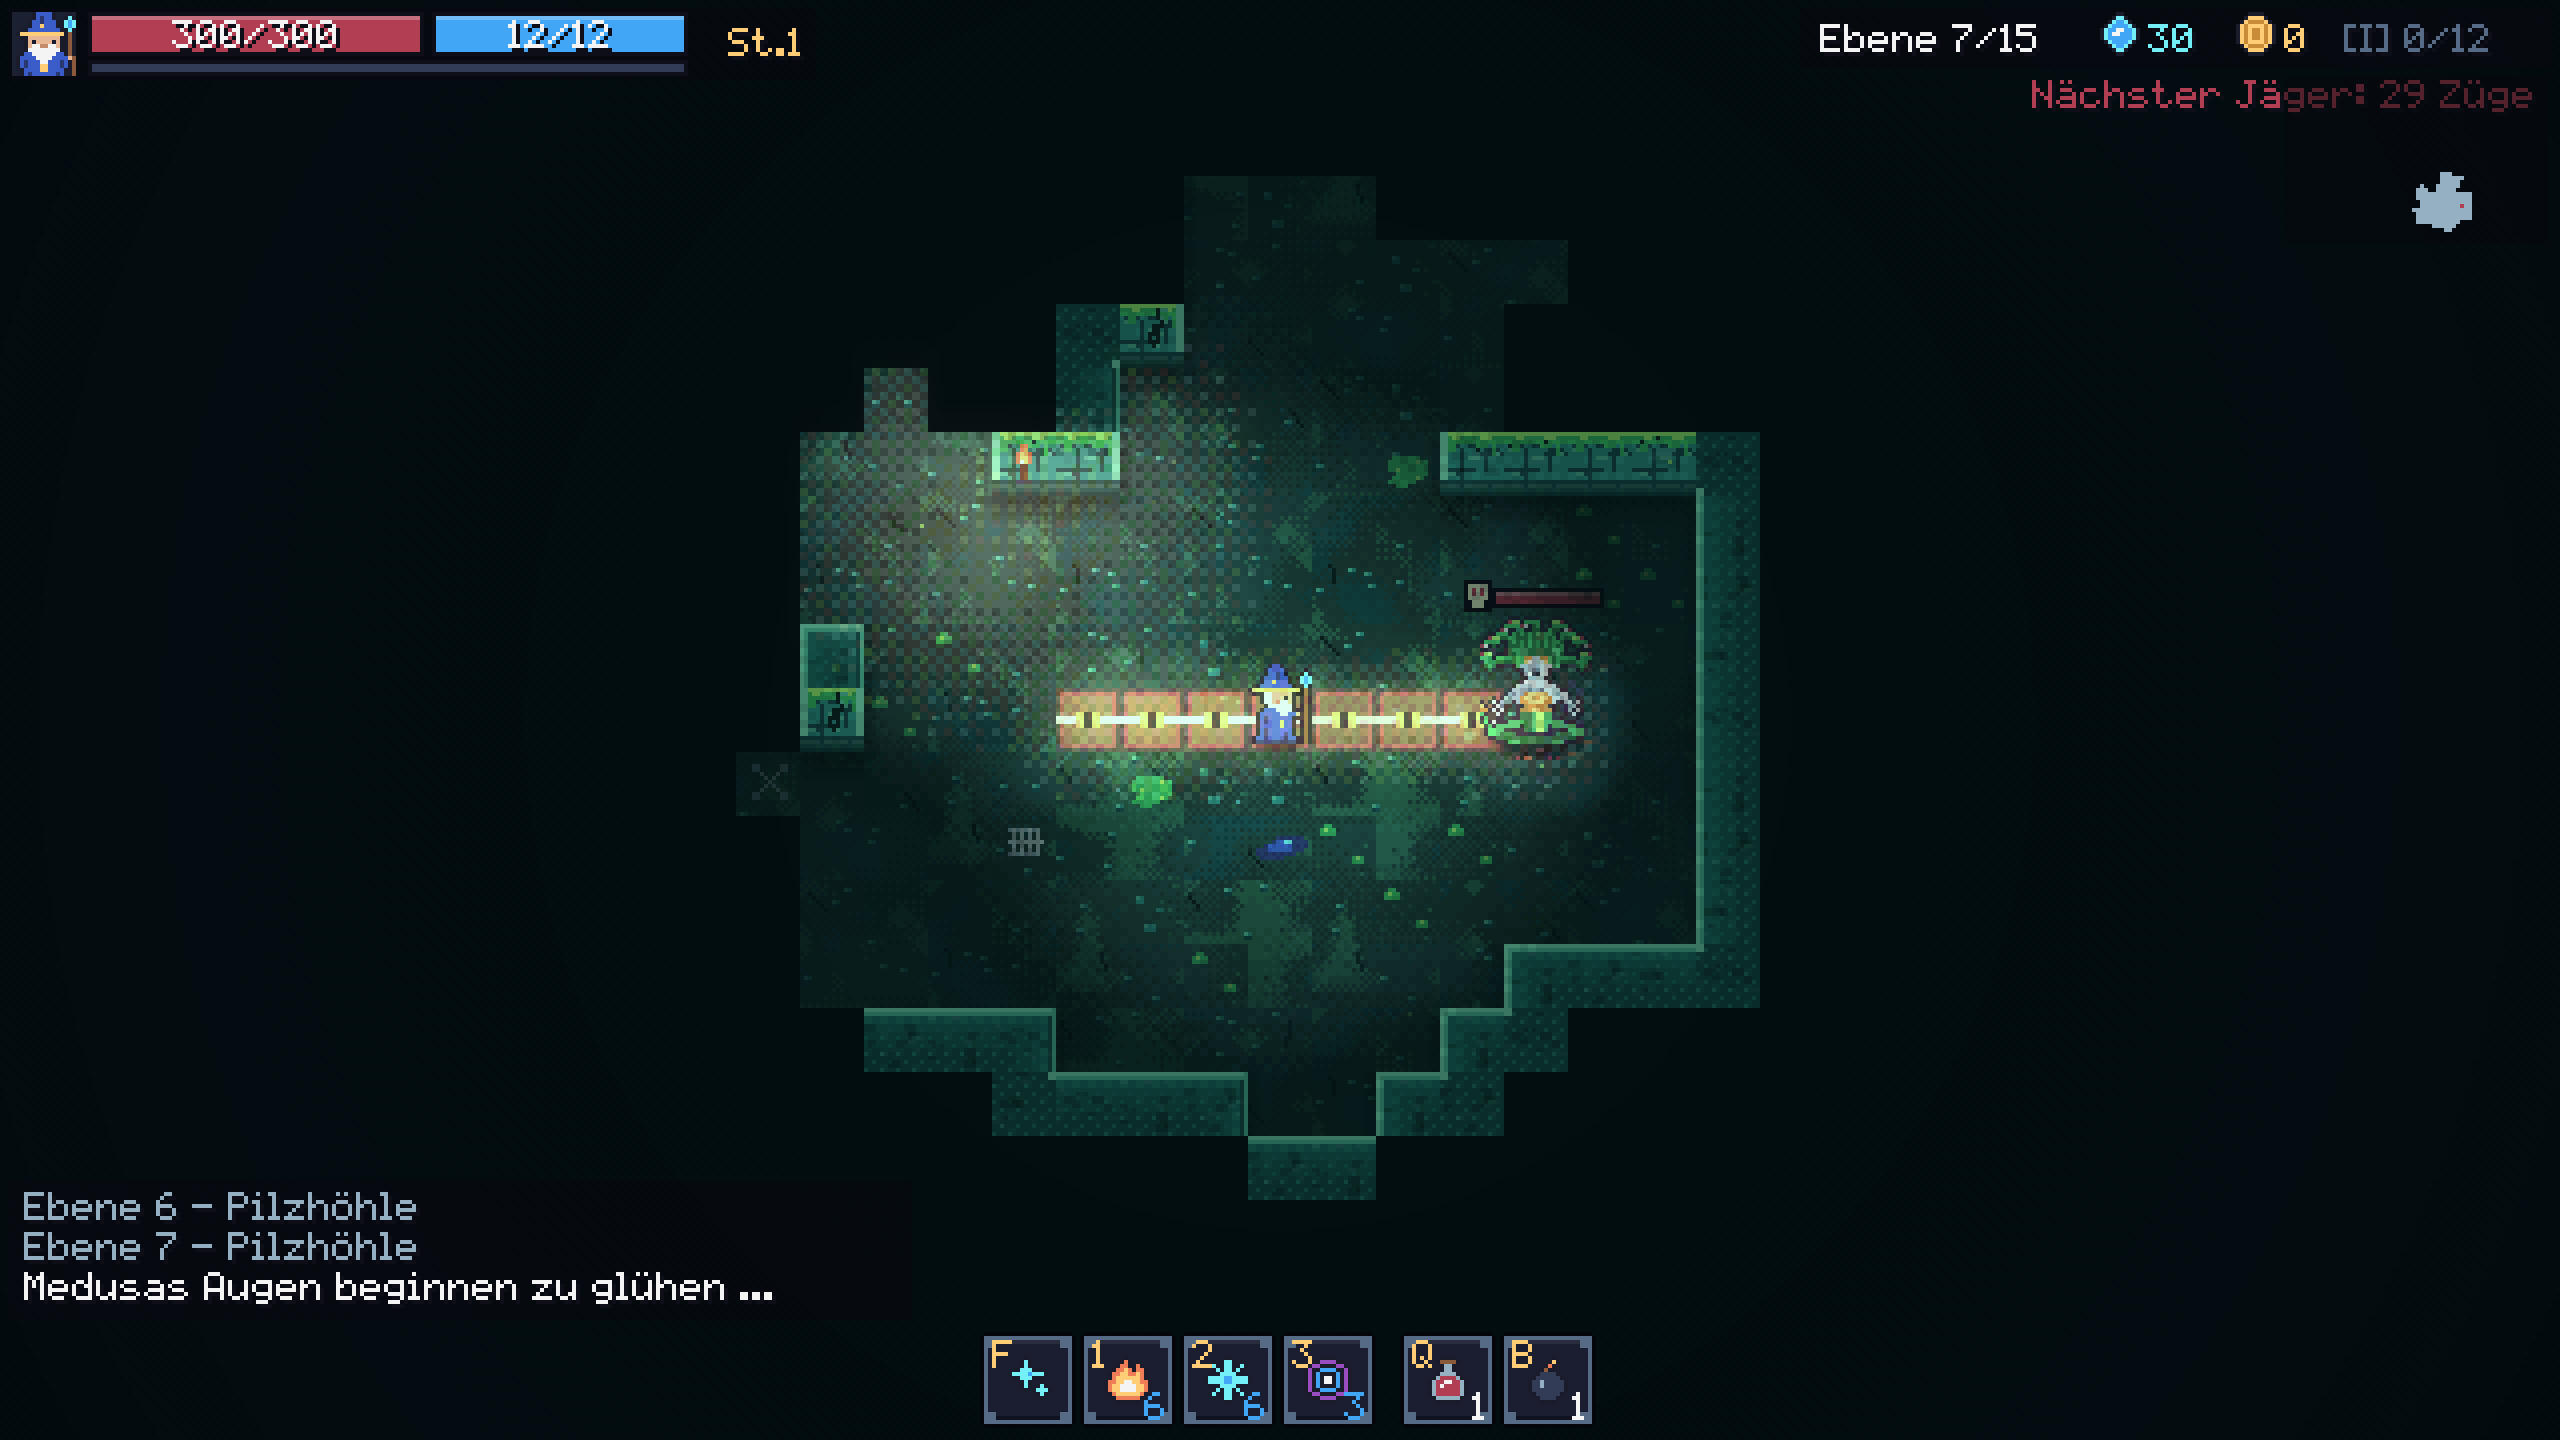 300/300 12/12 St.1 Ebene 7/15 30 0 [I] 0/12
Nächster Jäger: 29 Züge
Ebene 6 - Pilzhöhle
Ebene 7 - Pilzhöhle
Medusas Augen beginnen zu glühen ...
F 1 6 2 6 3 3 Q 1 B 1